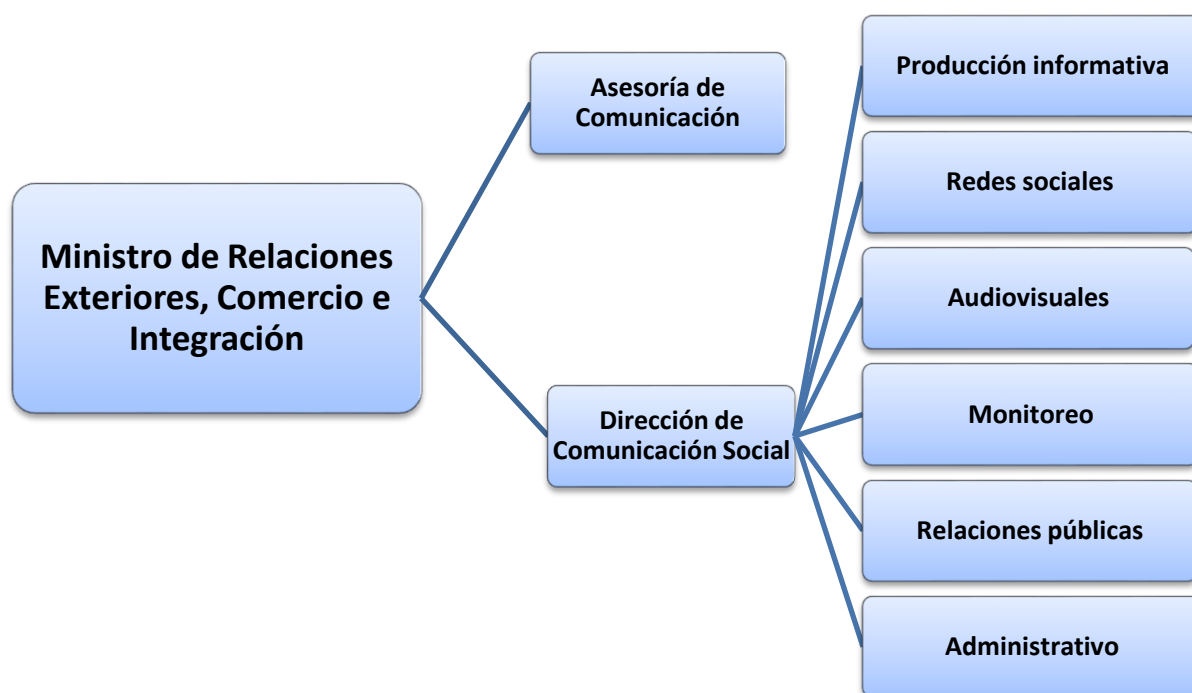 Ministro de Relaciones
Exteriores, Comercio e
Integración
Asesoría de
Comunicación
Dirección de
Comunicación Social
Producción informativa
Redes sociales
Audiovisuales
Monitoreo
Relaciones públicas
Administrativo